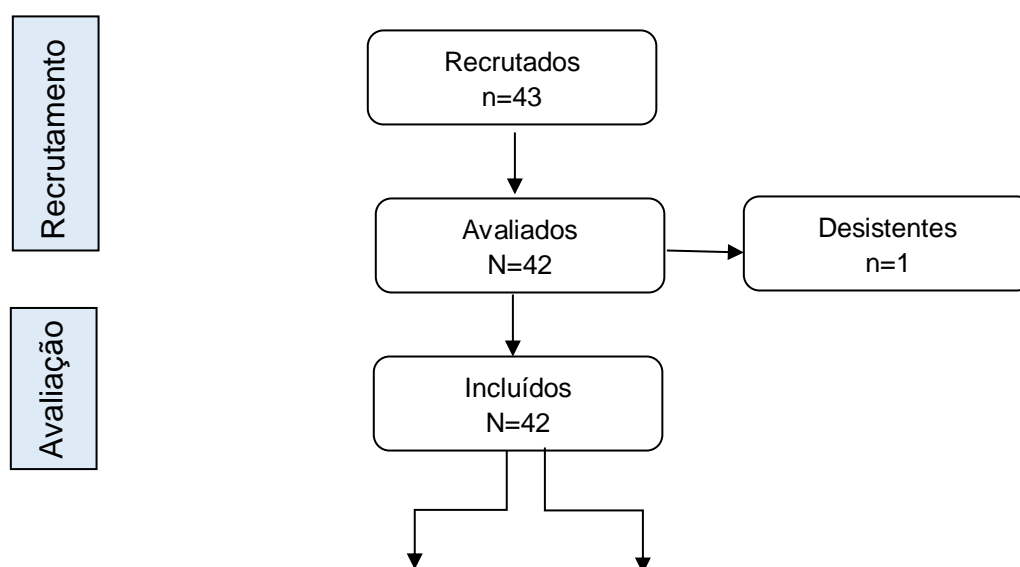 Recrutamento
Recrutados
n=43
Avaliados
N=42
Desistentes
n=1
Avaliação
Incluídos
N=42